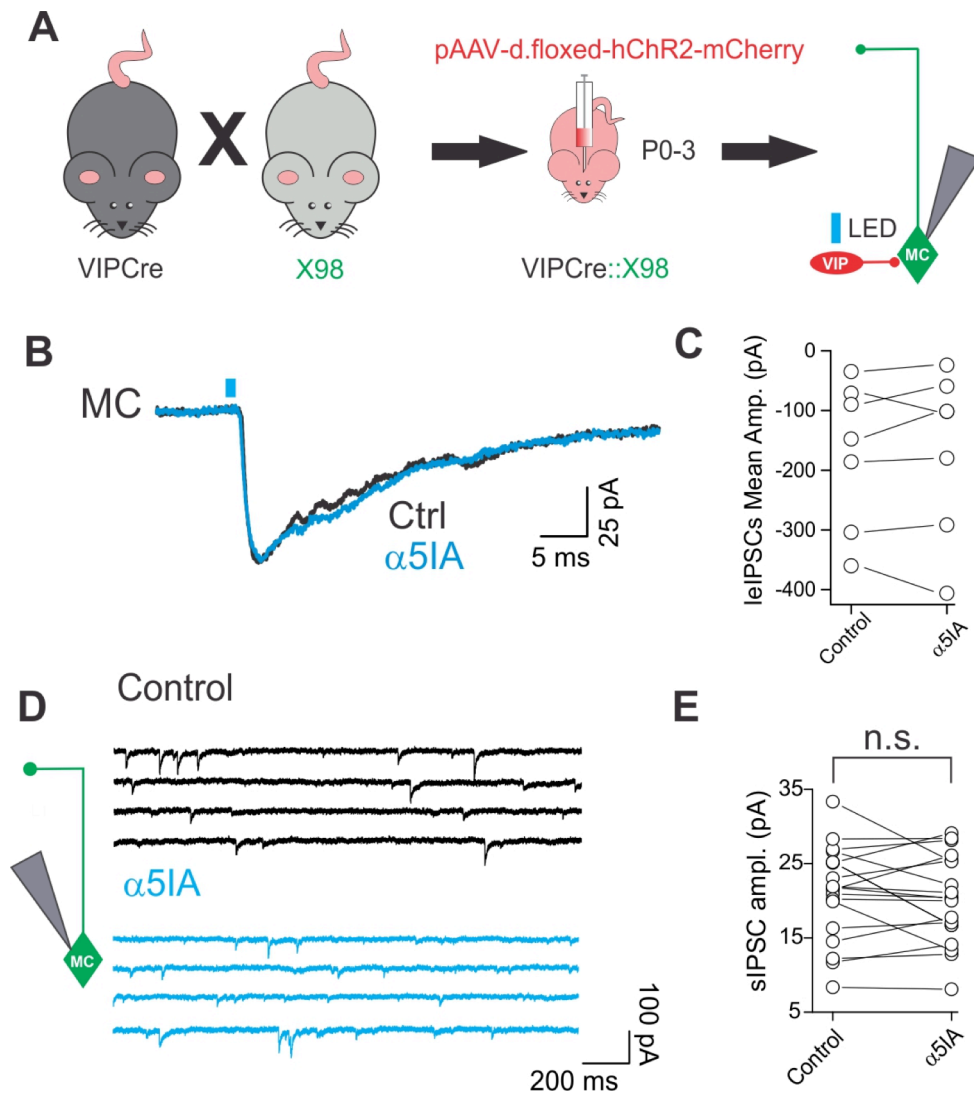 A
pAAV-d.floxed-hChR2-mCherry
X
P0-3
LED
VIP
MC
VIPCre
X98
VIPCre::X98
B
MC
Ctrl
α5IA
5 ms
25 pA
C
IeIPSCs Mean Amp. (pA)
0
-100
-200
-300
-400
Control
α5IA
D
Control
α5IA
MC
100 pA
200 ms
E
n.s.
sIPSC ampl. (pA)
35
25
15
5
Control
α5IA